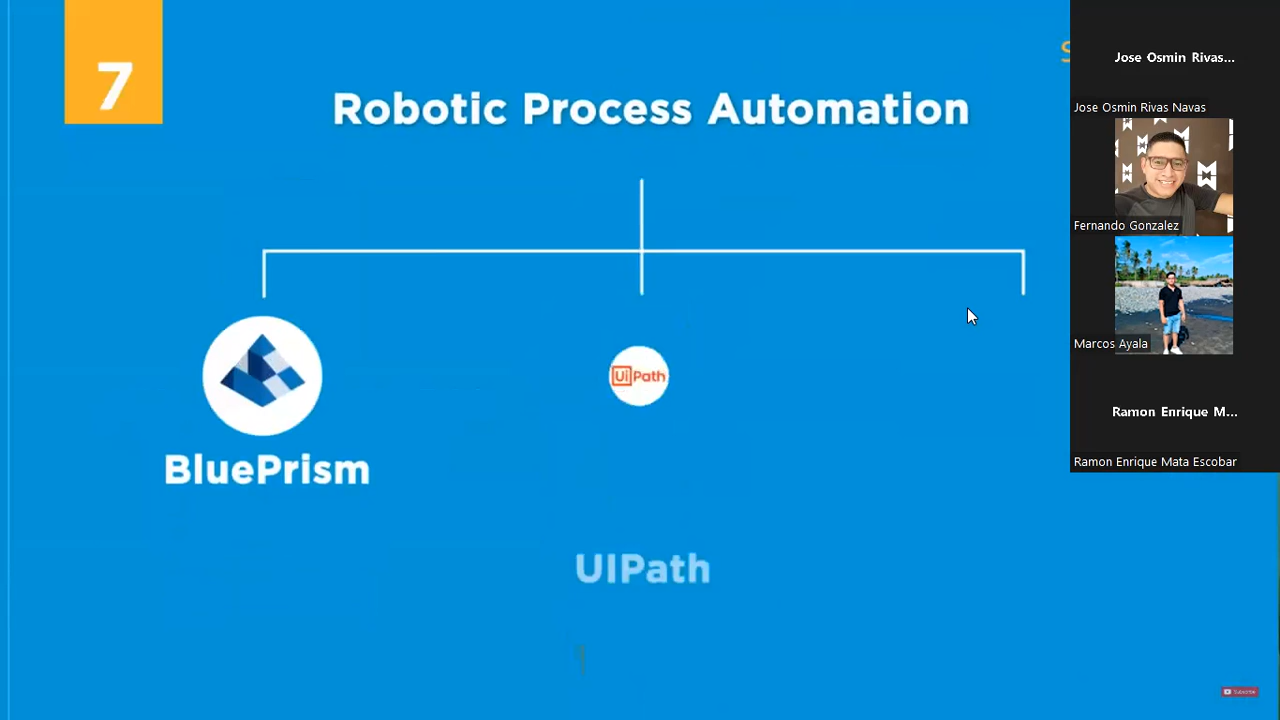 7
S
Robotic Process Automation
UiPath
BluePrism
UIPath
Jose Osmin Rivas...
Jose Osmin Rivas Navas
Fernando Gonzalez
Marcos Ayala
Ramon Enrique M...
Ramon Enrique Mata Escobar
Subscribe